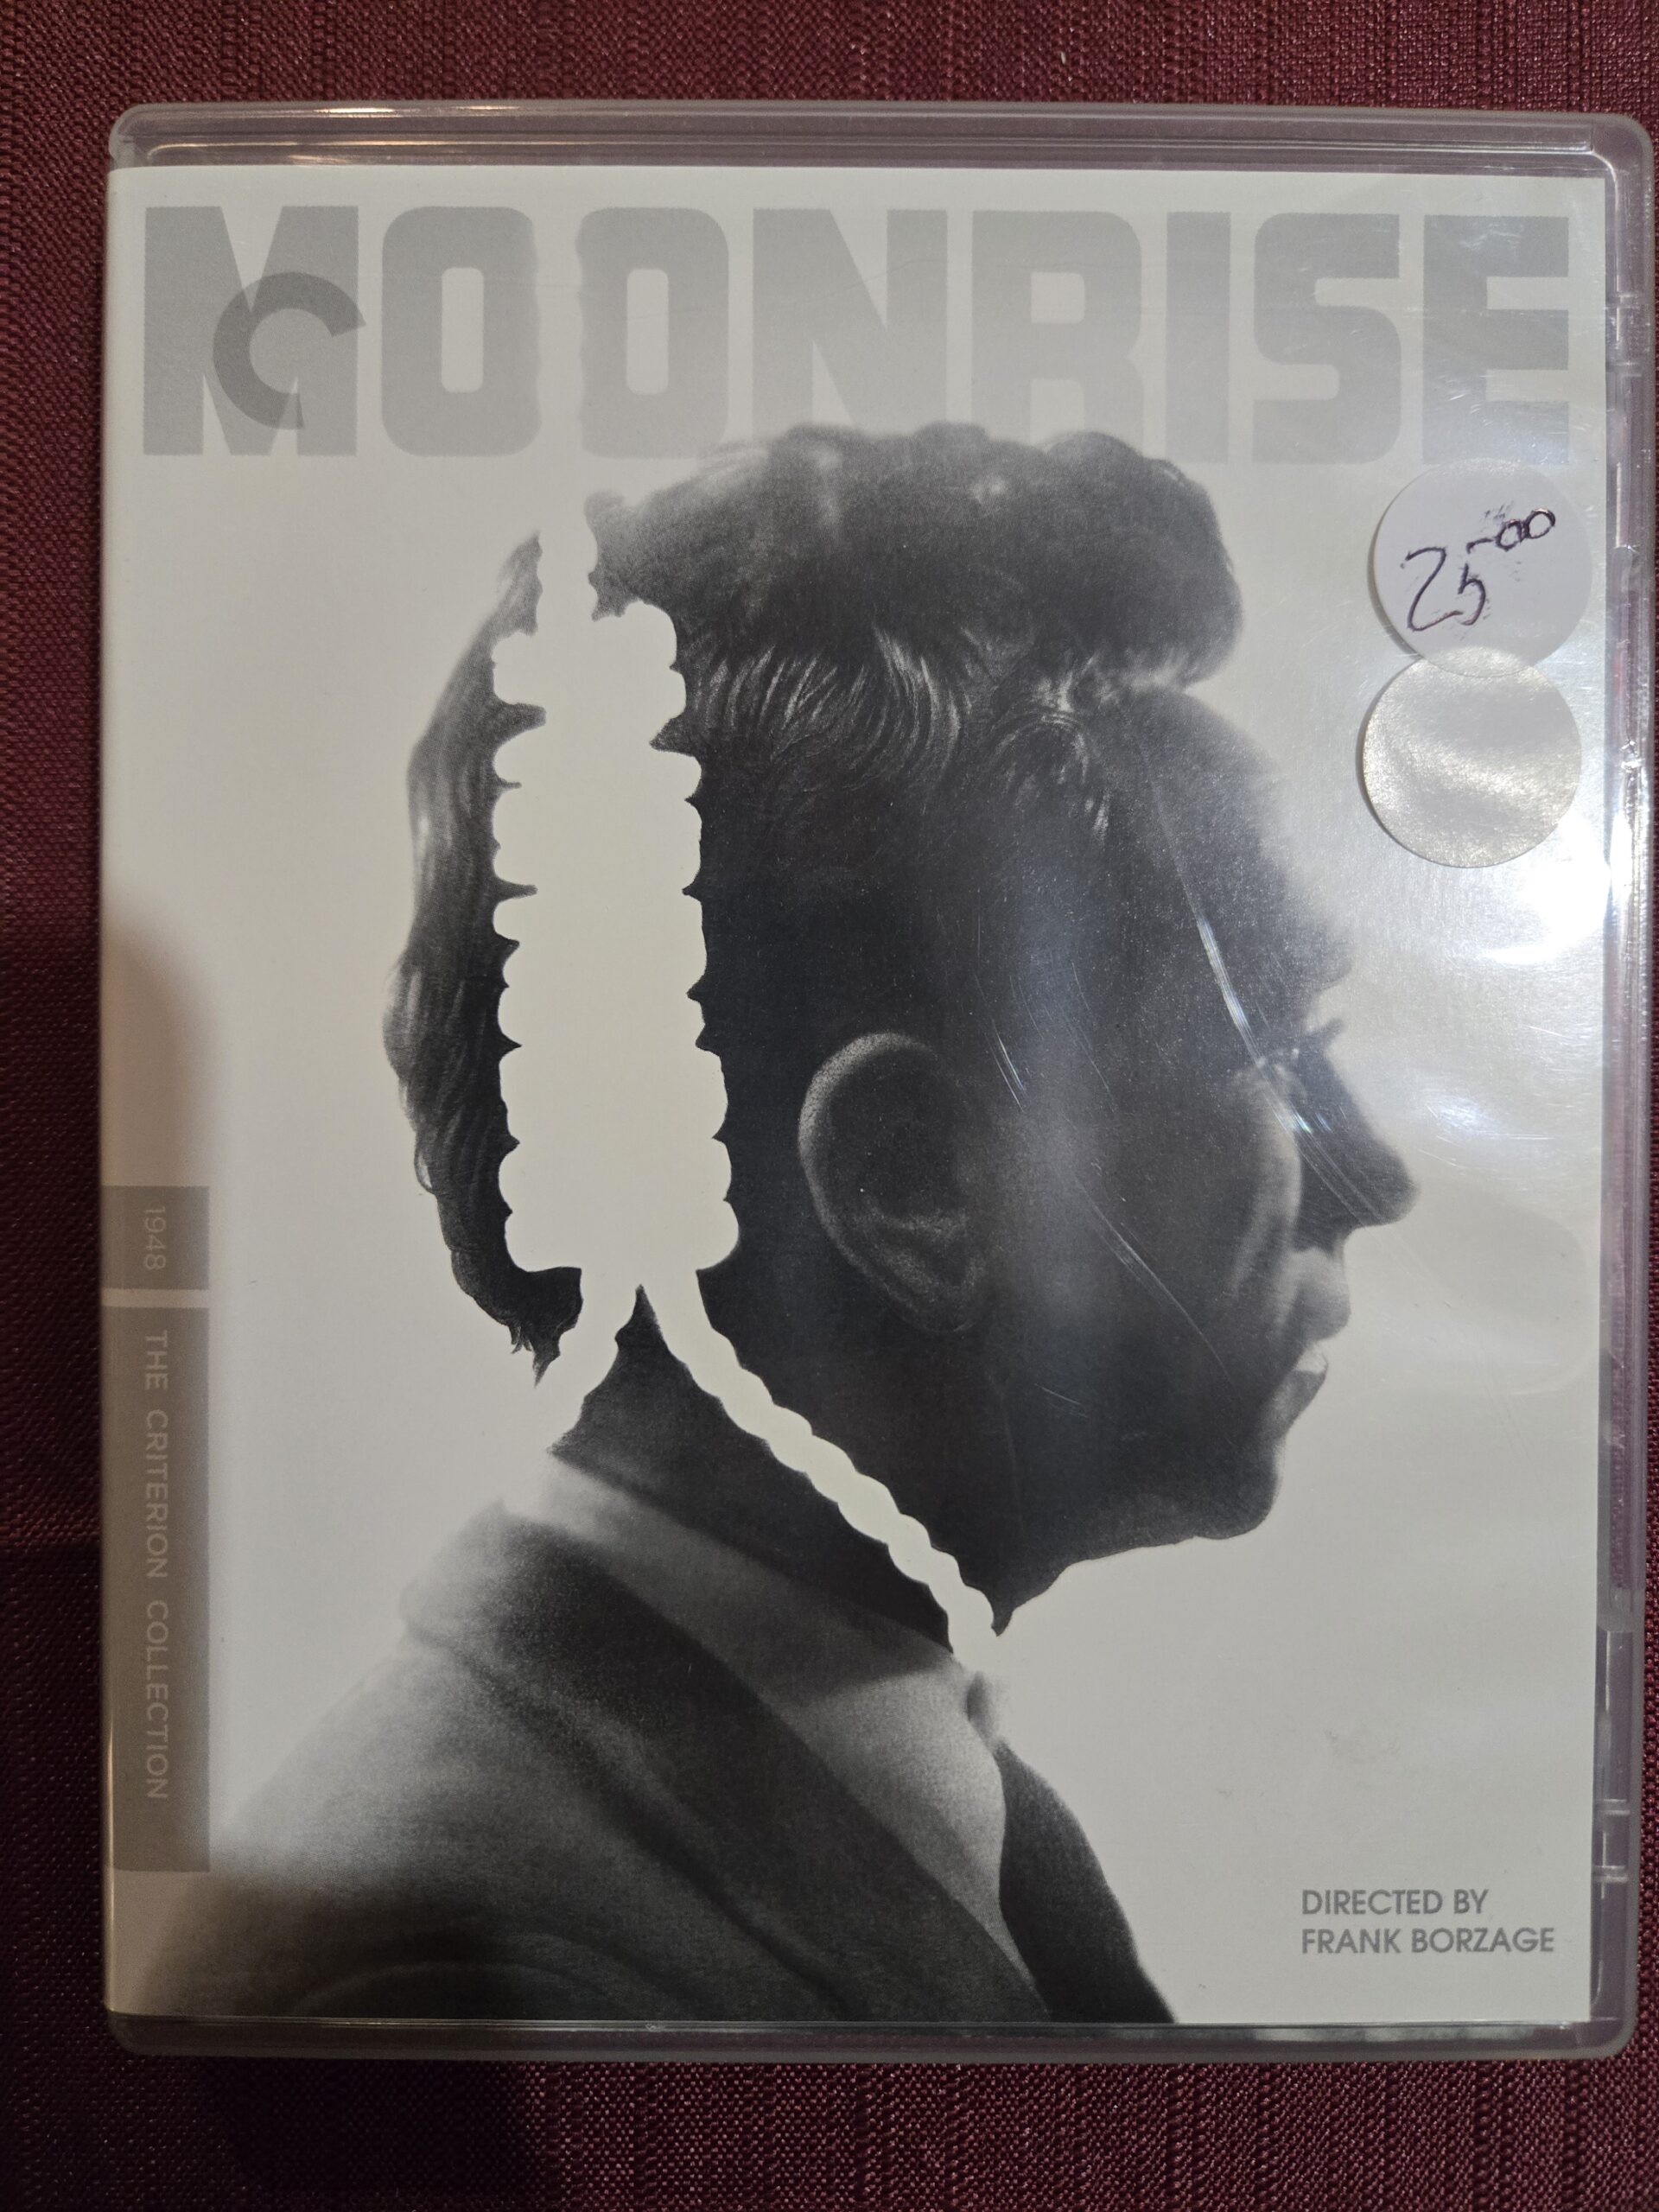 MOONRISE
25.00
1948
THE CRITERION COLLECTION
DIRECTED BY
FRANK BORZAGE